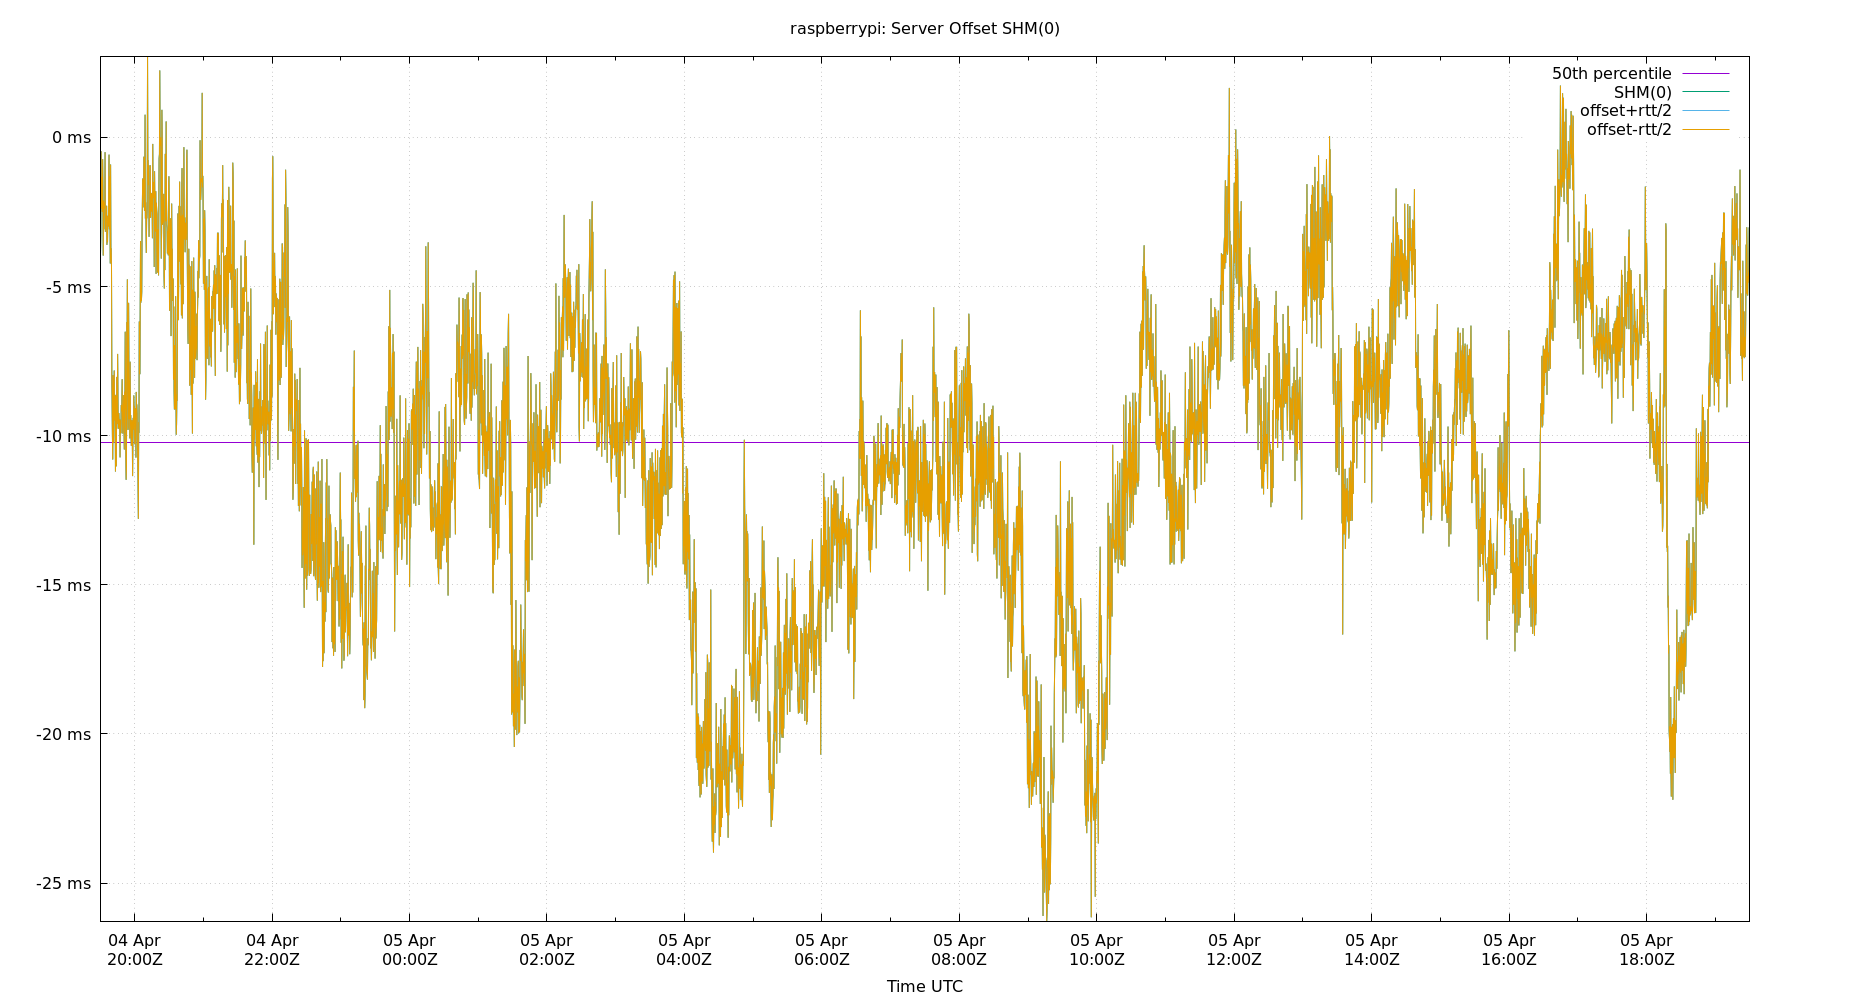 raspberrypi: Server Offset SHM(0)
50th percentile
SHM(0)
offset+rtt/2
offset-rtt/2
0 ms
-5 ms
-10 ms
-15 ms
-20 ms
-25 ms
04 Apr 04 Apr 05 Apr 05 Apr 05 Apr 05 Apr 05 Apr 05 Apr 05 Apr 05 Apr 05 Apr 05 Apr
20:00Z 22:00Z 00:00Z 02:00Z 04:00Z 06:00Z 08:00Z 10:00Z 12:00Z 14:00Z 16:00Z 18:00Z
Time UTC